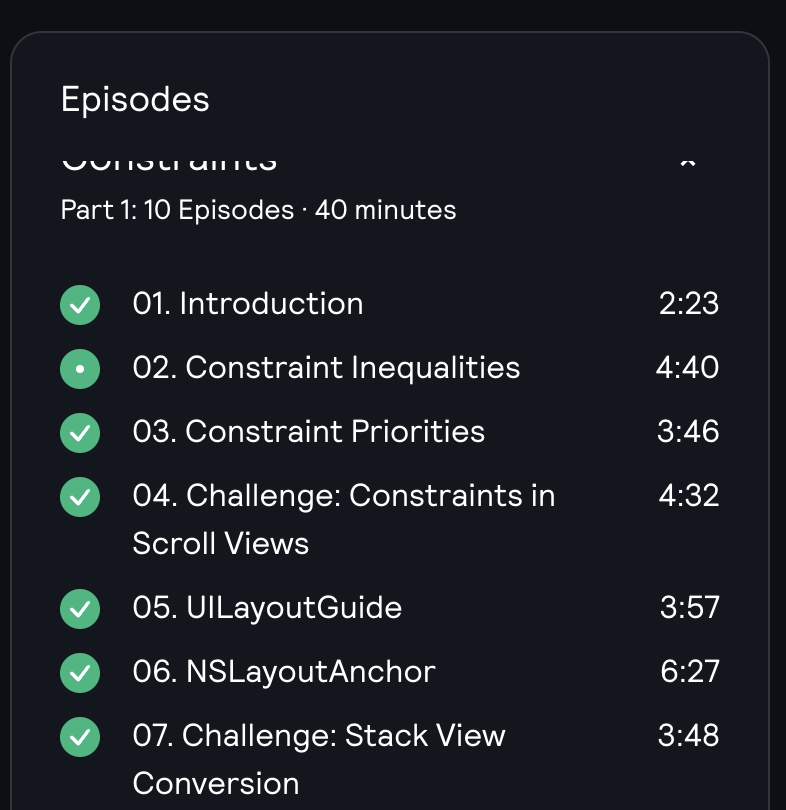 Episodes
Constraints
Part 1: 10 Episodes · 40 minutes
01. Introduction 2:23
02. Constraint Inequalities 4:40
03. Constraint Priorities 3:46
04. Challenge: Constraints in 4:32
Scroll Views
05. UILayoutGuide 3:57
06. NSLayoutAnchor 6:27
07. Challenge: Stack View 3:48
Conversion